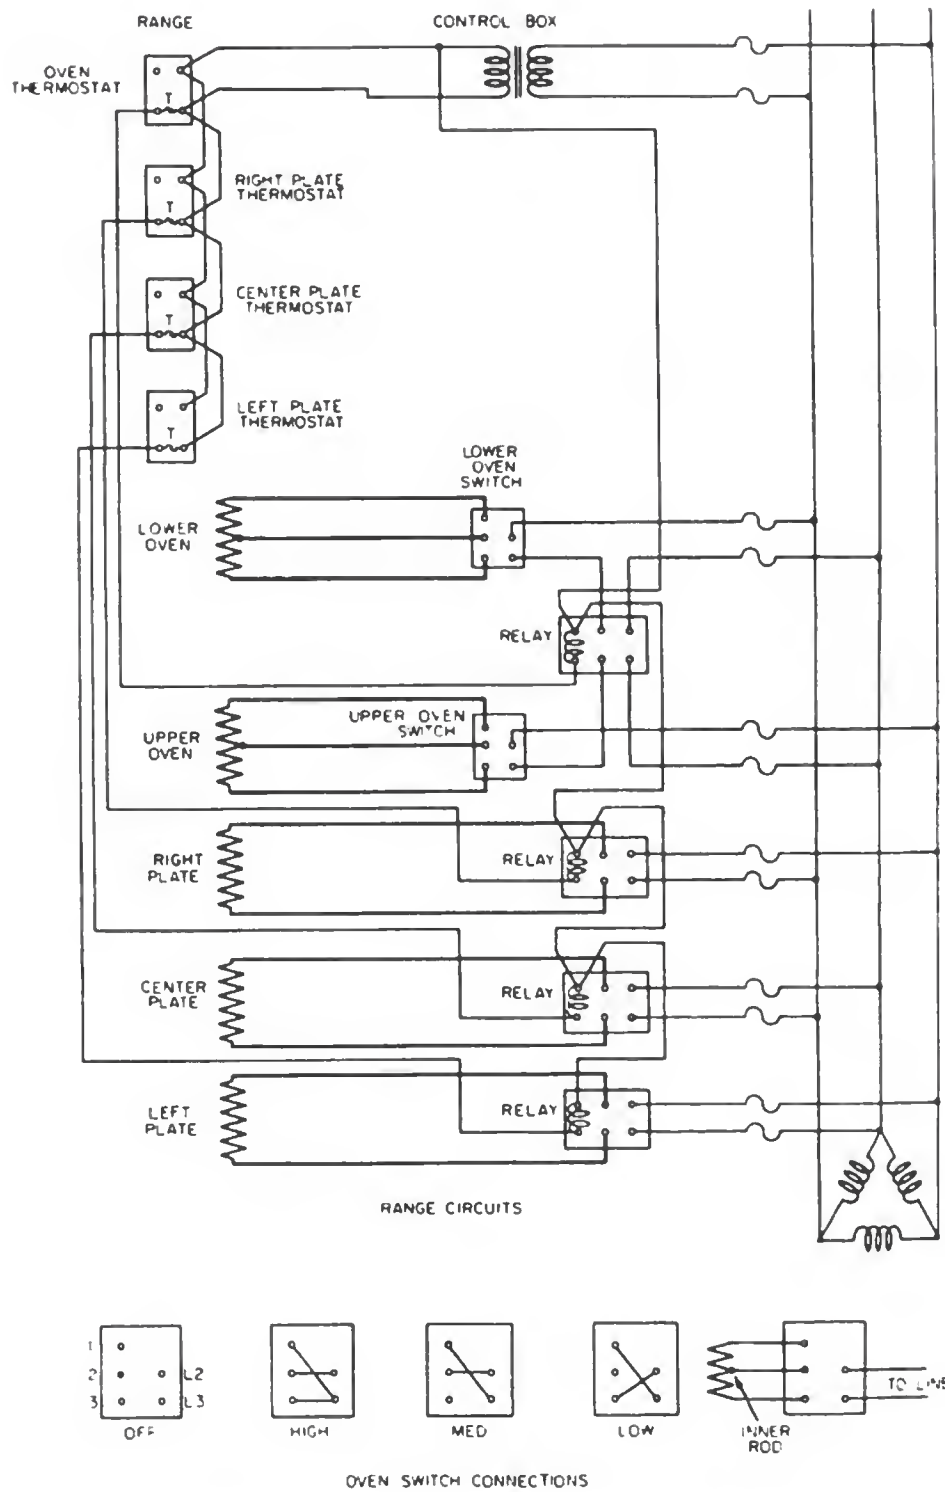 RANGE
CONTROL BOX
OVEN
THERMOSTAT
T
RIGHT PLATE
THERMOSTAT
T
CENTER PLATE
THERMOSTAT
T
LEFT PLATE
THERMOSTAT
T
LOWER
OVEN
SWITCH
LOWER
OVEN
RELAY
UPPER OVEN
SWITCH
UPPER
OVEN
RIGHT
PLATE
RELAY
CENTER
PLATE
RELAY
LEFT
PLATE
RELAY
RANGE CIRCUITS
1
2 L2
3 L3
OFF
HIGH
MED
LOW
INNER
ROD
TO LINE
OVEN SWITCH CONNECTIONS